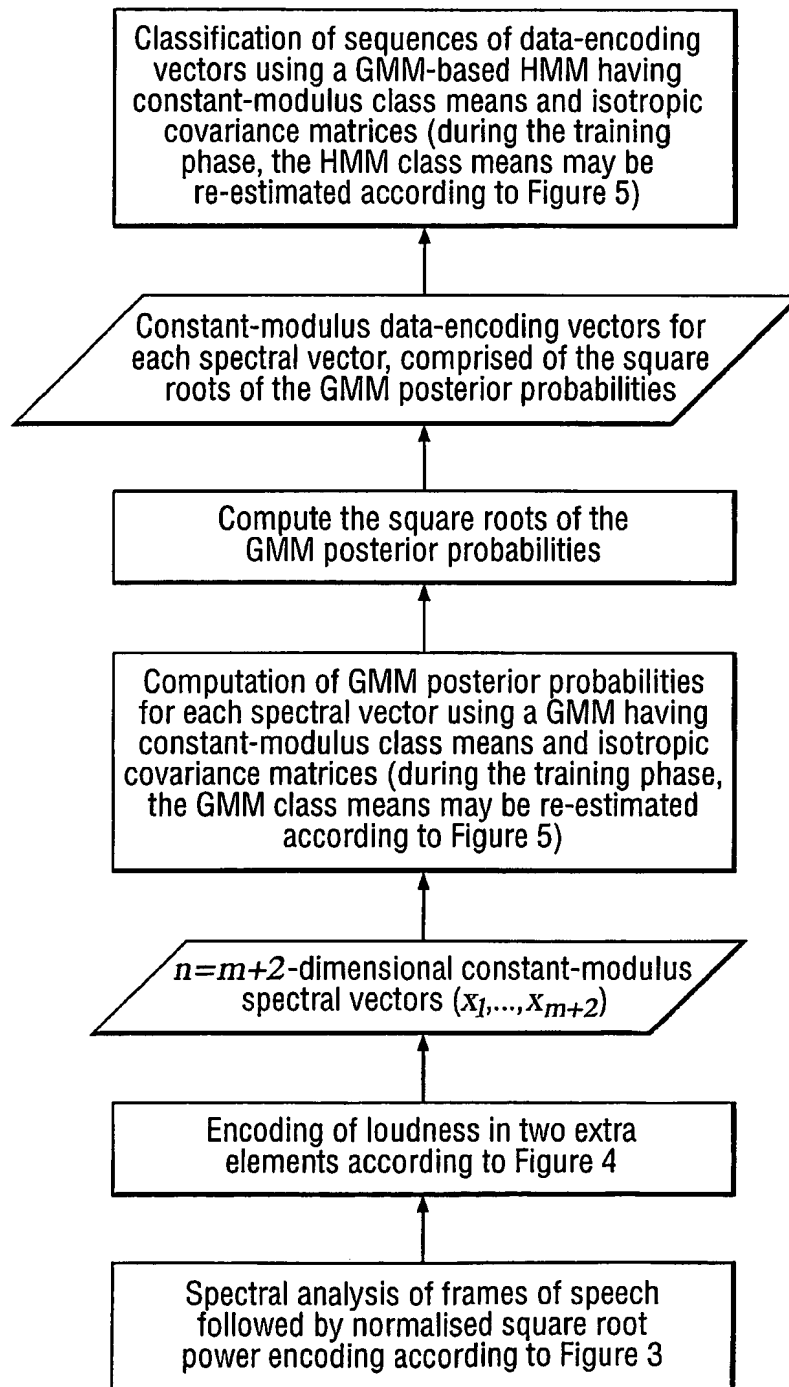 Classification of sequences of data-encoding
vectors using a GMM-based HMM having
constant-modulus class means and isotropic
covariance matrices (during the training
phase, the HMM class means may be
re-estimated according to Figure 5)
Constant-modulus data-encoding vectors for
each spectral vector, comprised of the square
roots of the GMM posterior probabilities
Compute the square roots of the
GMM posterior probabilities
Computation of GMM posterior probabilities
for each spectral vector using a GMM having
constant-modulus class means and isotropic
covariance matrices (during the training phase,
the GMM class means may be re-estimated
according to Figure 5)
n=m+2-dimensional constant-modulus
spectral vectors (x1,...,xm+2)
Encoding of loudness in two extra
elements according to Figure 4
Spectral analysis of frames of speech
followed by normalised square root
power encoding according to Figure 3